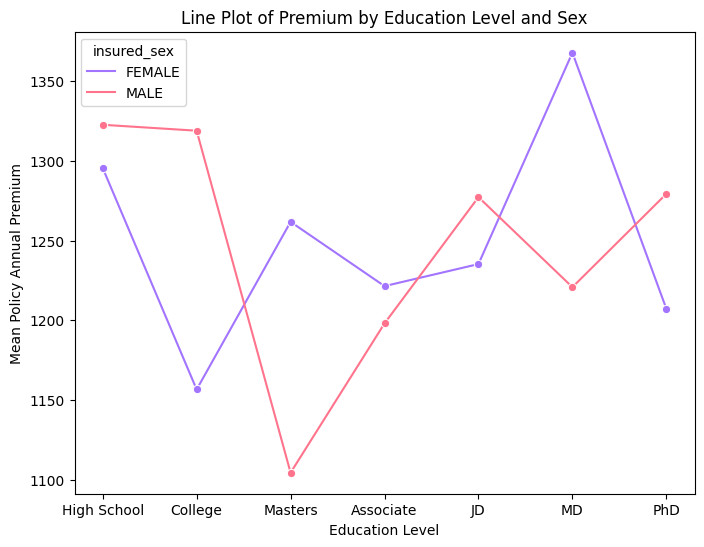 Line Plot of Premium by Education Level and Sex
insured_sex
FEMALE
MALE
Mean Policy Annual Premium
1350
1300
1250
1200
1150
1100
High School College Masters Associate JD MD PhD
Education Level